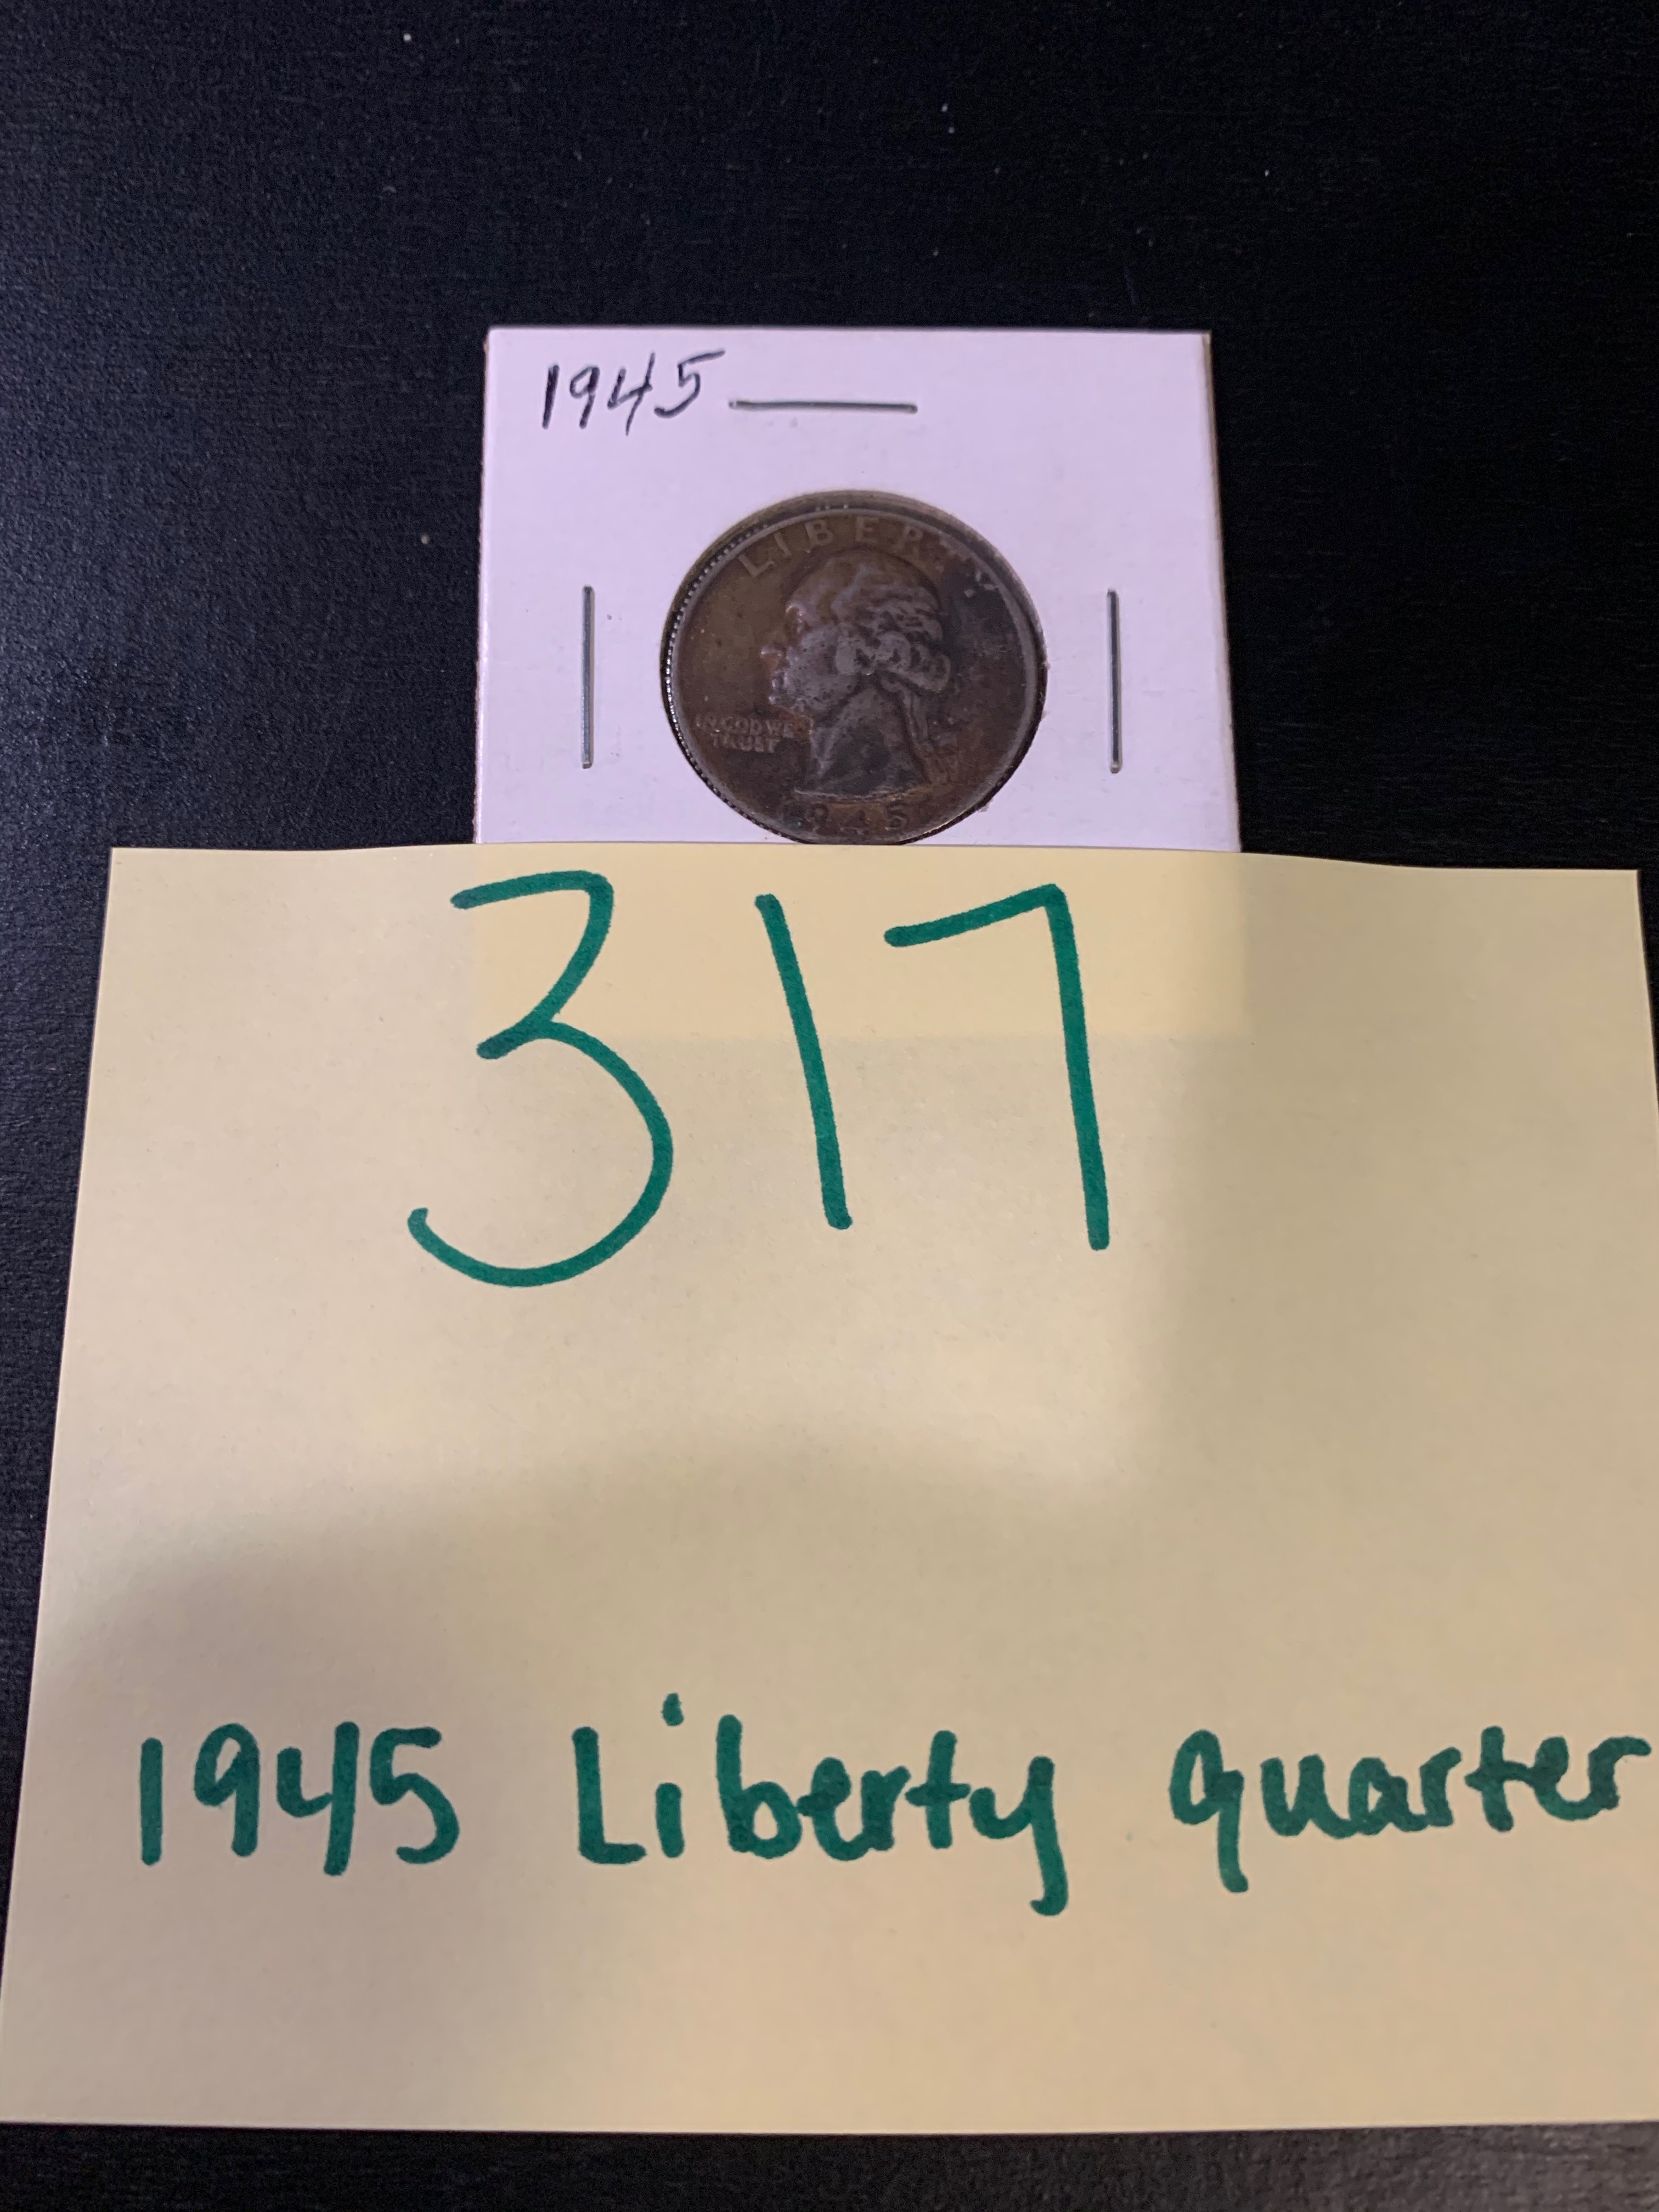 1945
LIBERTY
IN GOD WE
TRUST
1945
317
1945 Liberty quarter